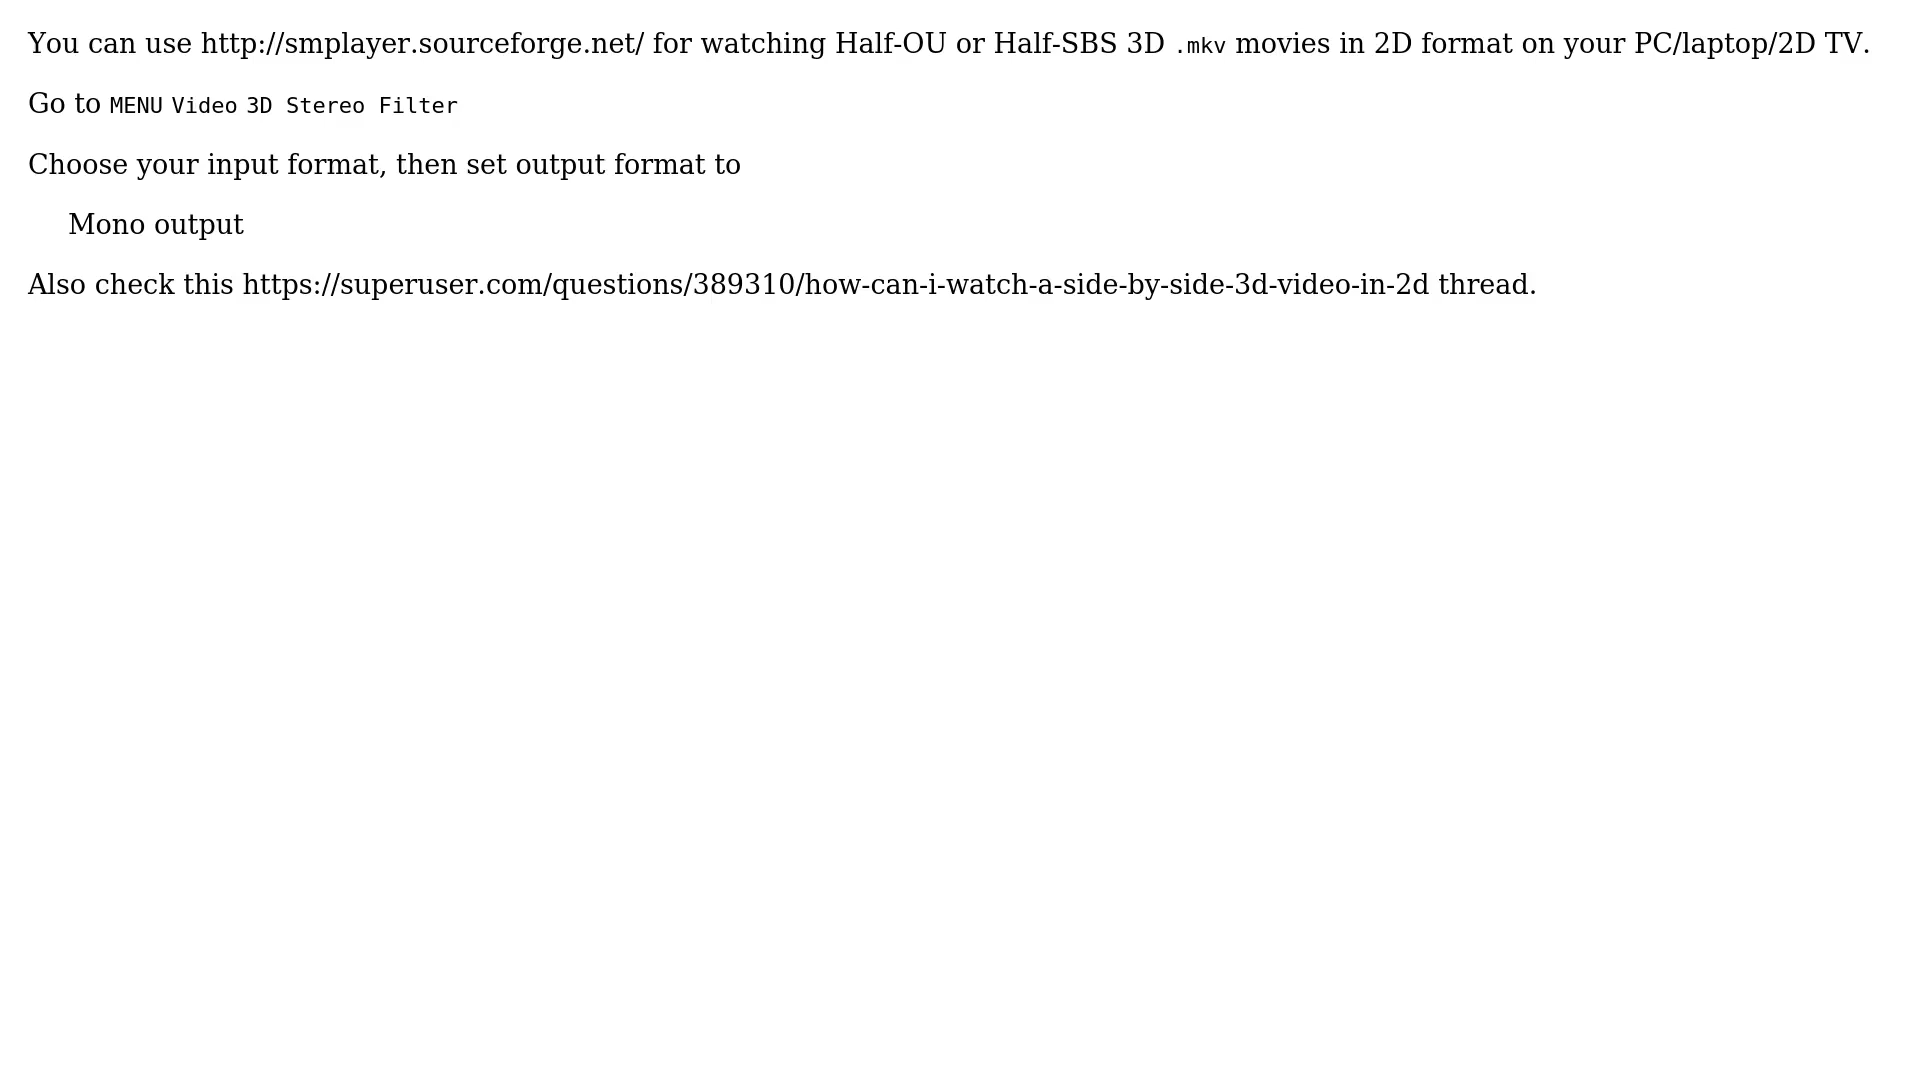 You can use http://smplayer.sourceforge.net/ for watching Half-OU or Half-SBS 3D .mkv movies in 2D format on your PC/laptop/2D TV.
Go to MENU Video 3D Stereo Filter
Choose your input format, then set output format to
Mono output
Also check this https://superuser.com/questions/389310/how-can-i-watch-a-side-by-side-3d-video-in-2d thread.